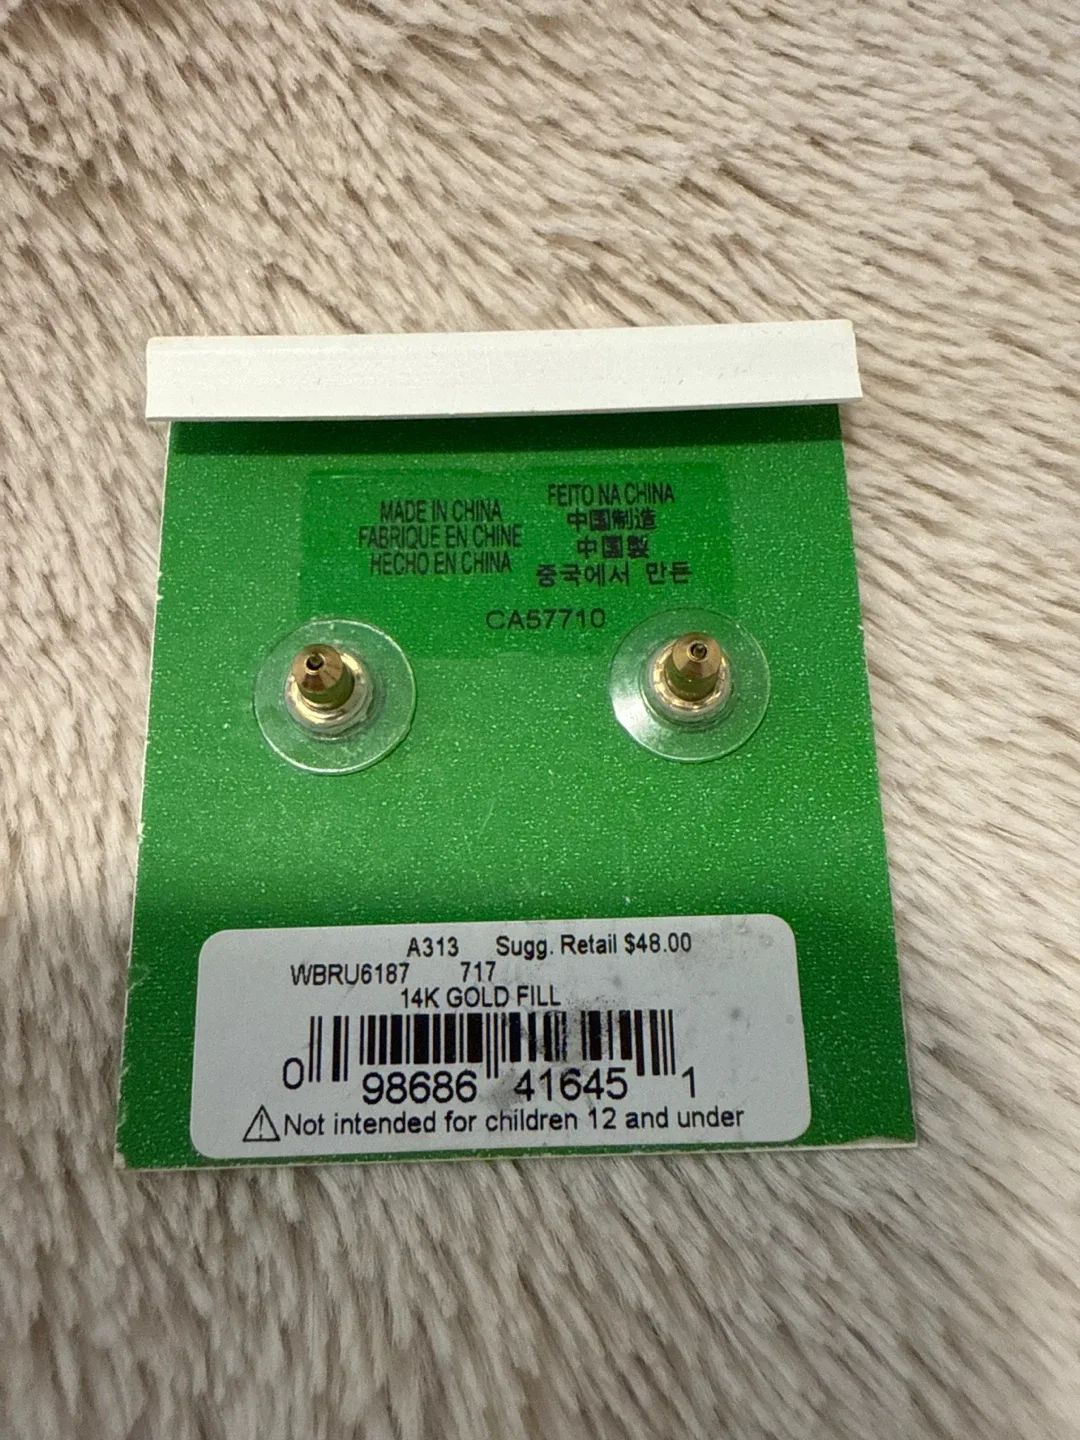 MADE IN CHINA
FABRIQUE EN CHINE
HECHO EN CHINA
FEITO NA CHINA
中国制造
中国製
중국에서 만든
CA57710
A313 Sugg. Retail $48.00
WBRU6187 717
14K GOLD FILL
0 98686 41645 1
⚠Not intended for children 12 and under